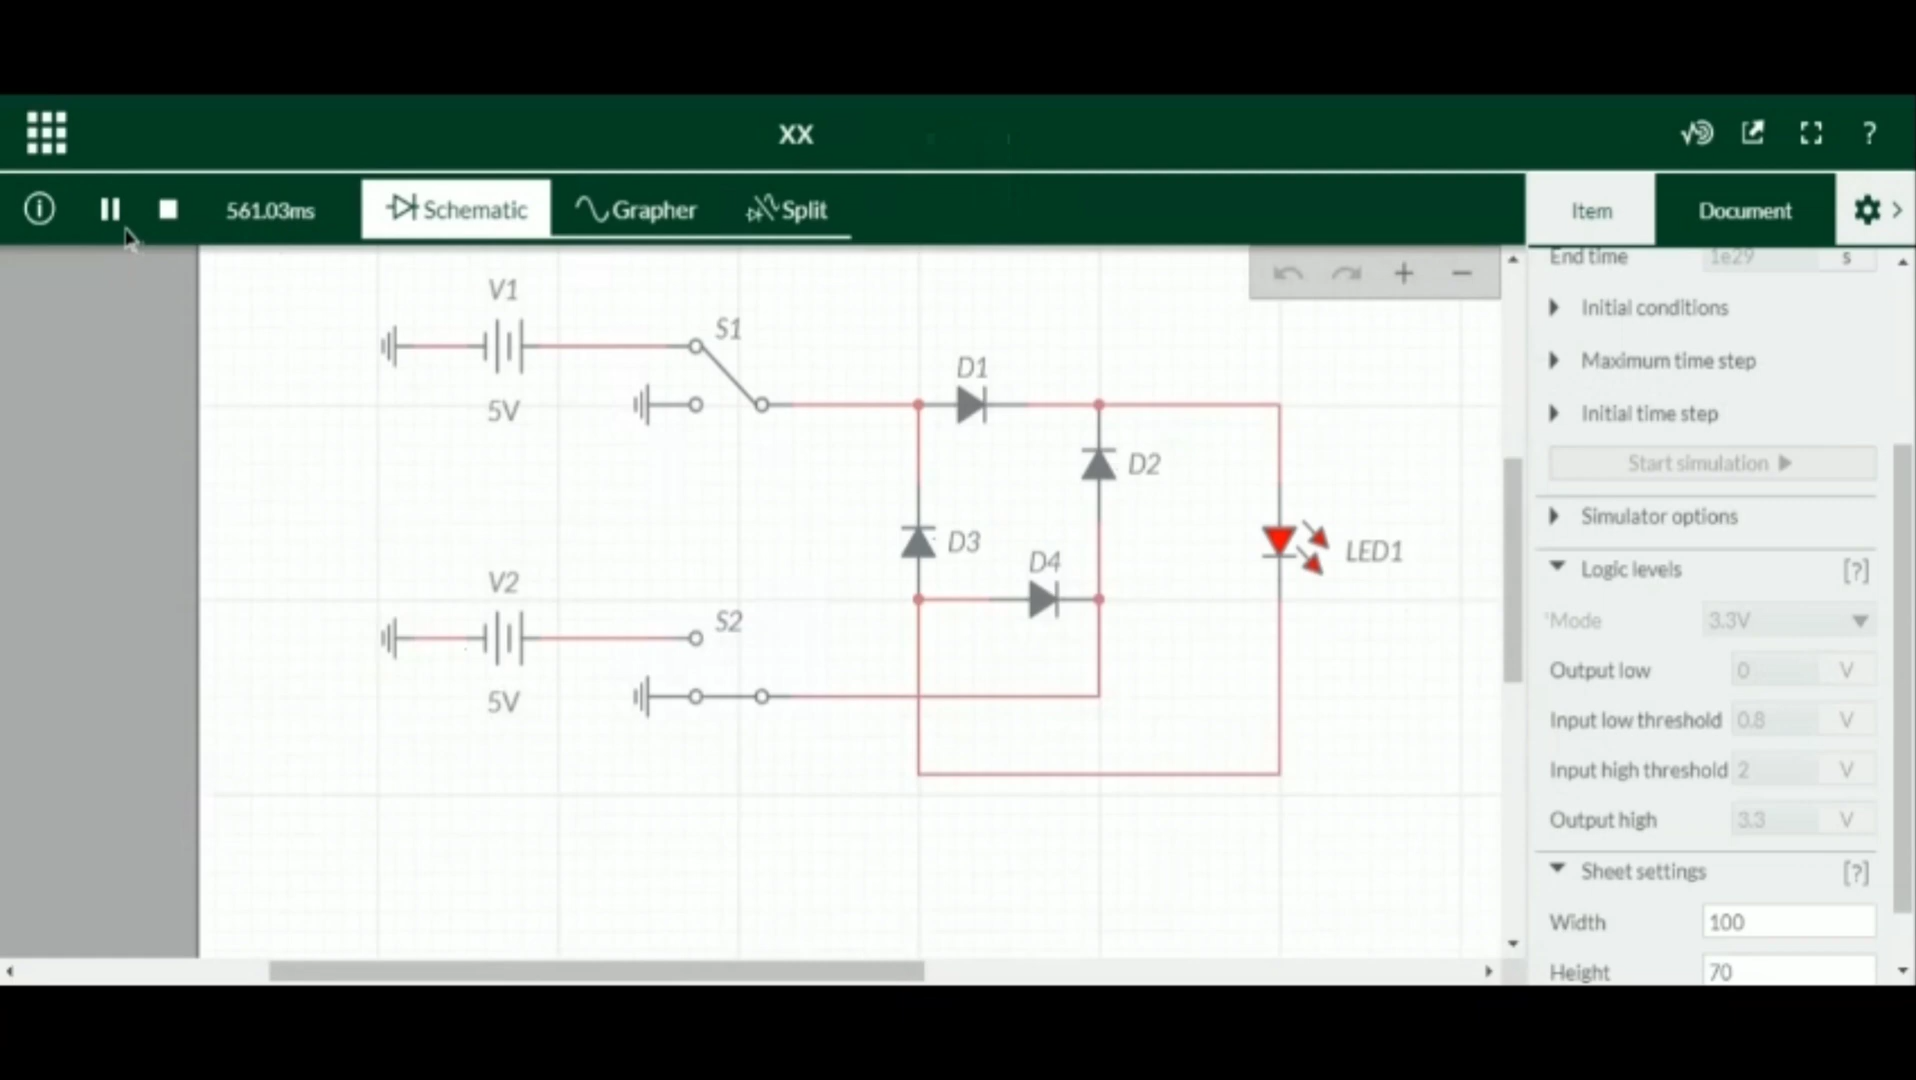 XX
?
561.03ms
Schematic
Grapher
Split
Item
Document
End time 1e29 s
Initial conditions
Maximum time step
Initial time step
Start simulation
Simulator options
Logic levels [?]
Mode 3.3V
Output low 0 V
Input low threshold 0.8 V
Input high threshold 2 V
Output high 3.3 V
Sheet settings [?]
Width 100
Height 70
V1
5V
S1
D1
D2
D3
D4
LED1
V2
5V
S2